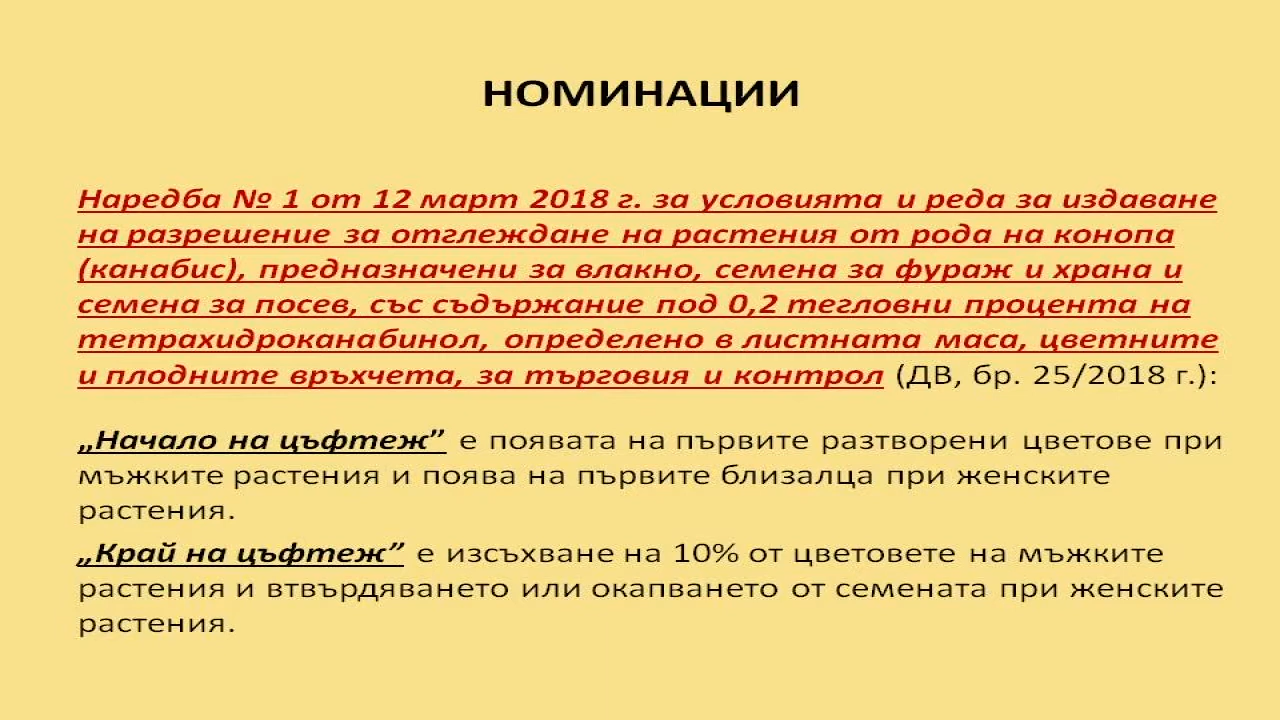 НОМИНАЦИИ
Наредба № 1 от 12 март 2018 г. за условията и реда за издаване
на разрешение за отглеждане на растения от рода на конопа
(канабис), предназначени за влакно, семена за фураж и храна и
семена за посев, със съдържание под 0,2 тегловни процента на
тетрахидроканабинол, определено в листната маса, цветните
и плодните връхчета, за търговия и контрол (ДВ, бр. 25/2018 г.):
„Начало на цъфтеж” е появата на първите разтворени цветове при
мъжките растения и поява на първите близалца при женските
растения.
„Край на цъфтеж” е изсъхване на 10% от цветовете на мъжките
растения и втвърдяването или окапването от семената при женските
растения.